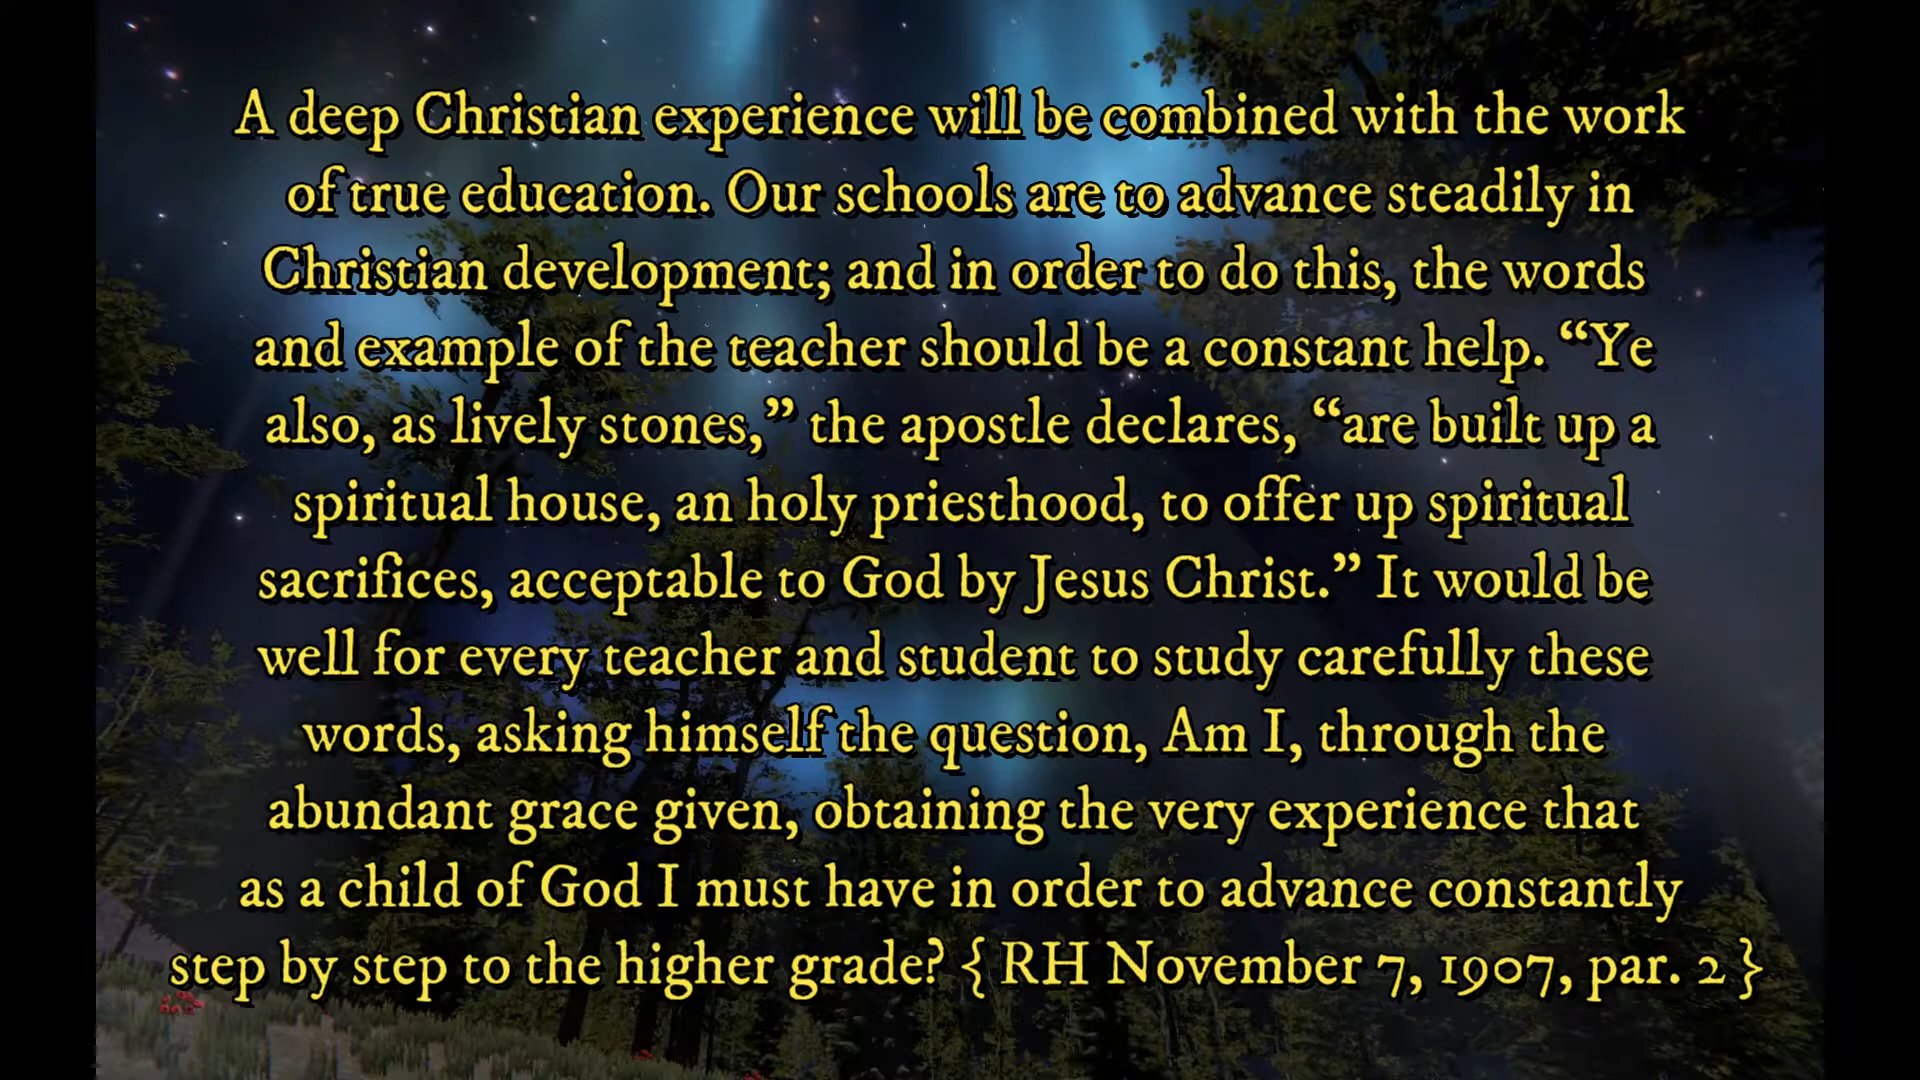 A deep Christian experience will be combined with the work
of true education. Our schools are to advance steadily in
Christian development; and in order to do this, the words
and example of the teacher should be a constant help. “Ye
also, as lively stones,” the apostle declares, “are built up a
spiritual house, an holy priesthood, to offer up spiritual
sacrifices, acceptable to God by Jesus Christ.” It would be
well for every teacher and student to study carefully these
words, asking himself the question, Am I, through the
abundant grace given, obtaining the very experience that
as a child of God I must have in order to advance constantly
step by step to the higher grade? { RH November 7, 1907, par. 2 }